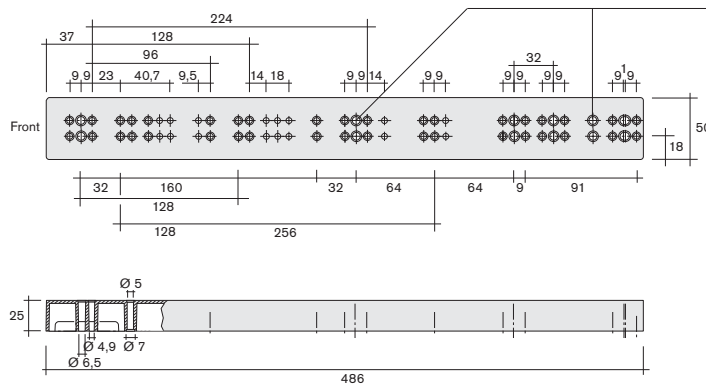 224
37 128
96
32
1
9 9 23 40,7 9,5 14 18 9 9 14 9 9 9 9 9 9 9 9
Front
50
18
32 160 32 64 64 9 91
128
128 256
Ø 5
25
Ø 4,9 Ø 7
Ø 6,5
486